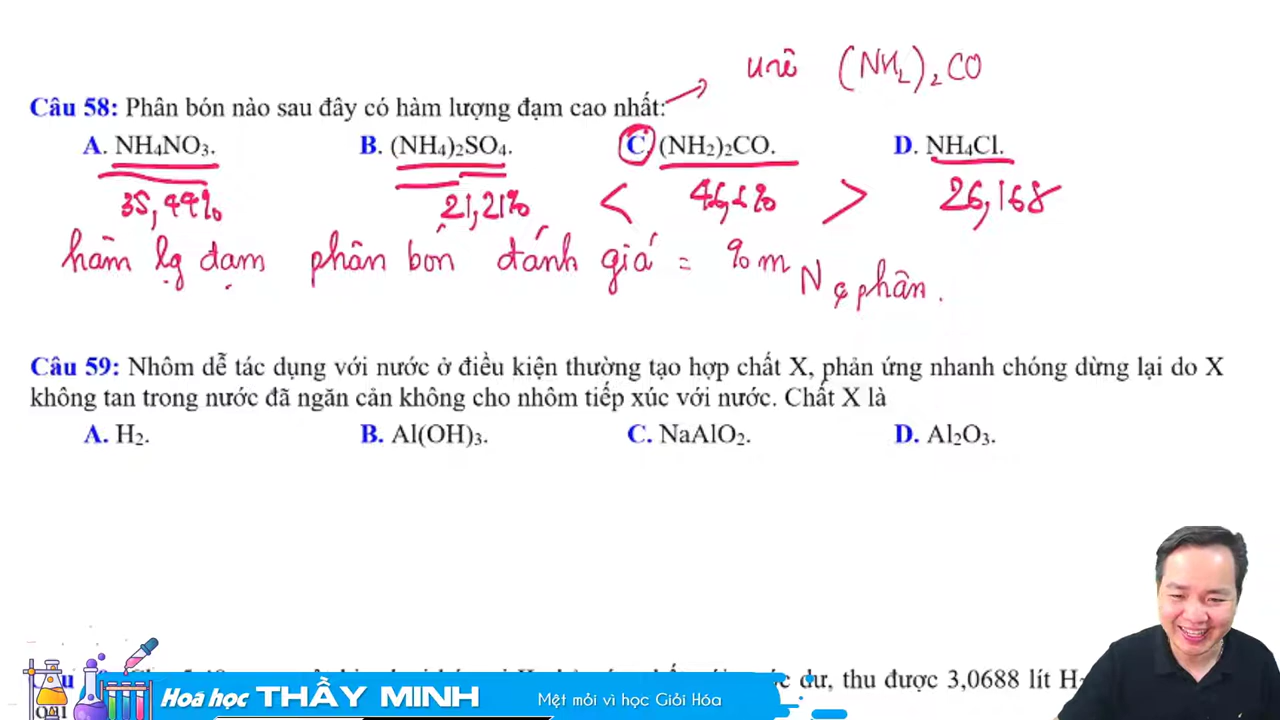 urê (NH2)2CO
Câu 58: Phân bón nào sau đây có hàm lượng đạm cao nhất:
A. NH4NO3. B. (NH4)2SO4. C. (NH2)2CO. D. NH4Cl.
21,21% < > 26,168
hàm lg đạm phân bón đánh giá = %m N phân.
Câu 59: Nhôm dễ tác dụng với nước ở điều kiện thường tạo hợp chất X, phản ứng nhanh chóng dừng lại do X
không tan trong nước đã ngăn cản không cho nhôm tiếp xúc với nước. Chất X là
A. H2. B. Al(OH)3. C. NaAlO2. D. Al2O3.
dư, thu được 3,0688 lít
Hoá học THẦY MINH Mệt mỏi vì học Giỏi Hóa